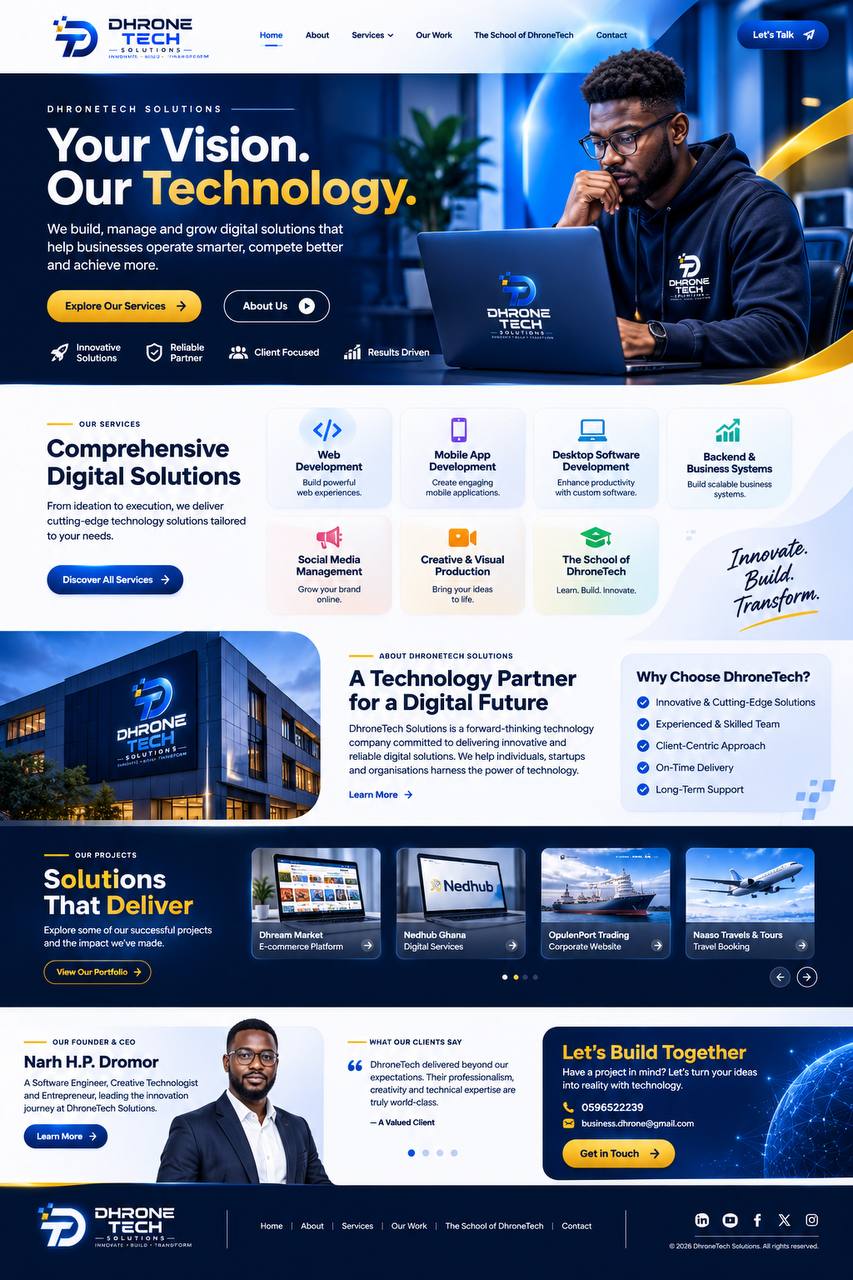 DHRONE
TECH
SOLUTIONS
INNOVATE • BUILD • TRANSFORM
Home
About
Services
Our Work
The School of DhroneTech
Contact
Let's Talk
DHRONETECH SOLUTIONS
Your Vision.
Our Technology.
We build, manage and grow digital solutions that
help businesses operate smarter, compete better
and achieve more.
Explore Our Services
About Us
Innovative
Solutions
Reliable
Partner
Client Focused
Results Driven
DHRONE
TECH
SOLUTIONS
DHRONE
TECH
OUR SERVICES
Comprehensive
Digital Solutions
From ideation to execution, we deliver
cutting-edge technology solutions tailored
to your needs.
Discover All Services
Web
Development
Build powerful
web experiences.
Mobile App
Development
Create engaging
mobile applications.
Desktop Software
Development
Enhance productivity
with custom software.
Backend &
Business Systems
Build scalable business
systems.
Social Media
Management
Grow your brand
online.
Creative & Visual
Production
Bring your ideas
to life.
The School of
DhroneTech
Learn. Build. Innovate.
Innovate.
Build.
Transform.
DHRONE
TECH
SOLUTIONS
ABOUT DHRONETECH SOLUTIONS
A Technology Partner
for a Digital Future
DhroneTech Solutions is a forward-thinking technology
company committed to delivering innovative and
reliable digital solutions. We help individuals, startups
and organisations harness the power of technology.
Learn More
Why Choose DhroneTech?
Innovative & Cutting-Edge Solutions
Experienced & Skilled Team
Client-Centric Approach
On-Time Delivery
Long-Term Support
OUR PROJECTS
Solutions
That Deliver
Explore some of our successful projects
and the impact we've made.
View Our Portfolio
Dhream Market
E-commerce Platform
Nedhub
Nedhub Ghana
Digital Services
OpulenPort Trading
Corporate Website
Naaso Travels & Tours
Travel Booking
OUR FOUNDER & CEO
Narh H.P. Dromor
A Software Engineer, Creative Technologist
and Entrepreneur, leading the innovation
journey at DhroneTech Solutions.
Learn More
WHAT OUR CLIENTS SAY
“ DhroneTech delivered beyond our
expectations. Their professionalism,
creativity and technical expertise are
truly world-class.
— A Valued Client
Let's Build Together
Have a project in mind? Let's turn your ideas
into reality with technology.
0596522239
business.dhrone@gmail.com
Get in Touch
DHRONE
TECH
SOLUTIONS
INNOVATE • BUILD • TRANSFORM
Home | About | Services | Our Work | The School of DhroneTech | Contact
© 2026 DhroneTech Solutions. All rights reserved.